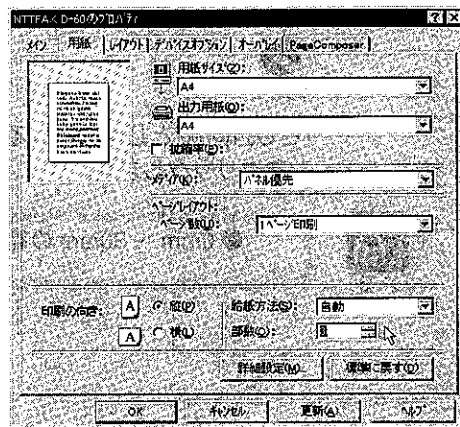 NTTFAX D-60のプロパティ
メイン 用紙 レイアウト デバイスオプション オーバレイ PageComposer
用紙サイズ(Z):
A4
出力用紙(O):
A4
拡縮率(E):
メディア(K): パネル優先
ページレイアウト:
ページ数(U): 1ページ印刷
印刷の向き: A 縦(P) 給紙方法(S): 自動
A 横(L) 部数(C):
詳細設定(M) 標準に戻す(D)
OK キャンセル 更新(A) ヘルプ